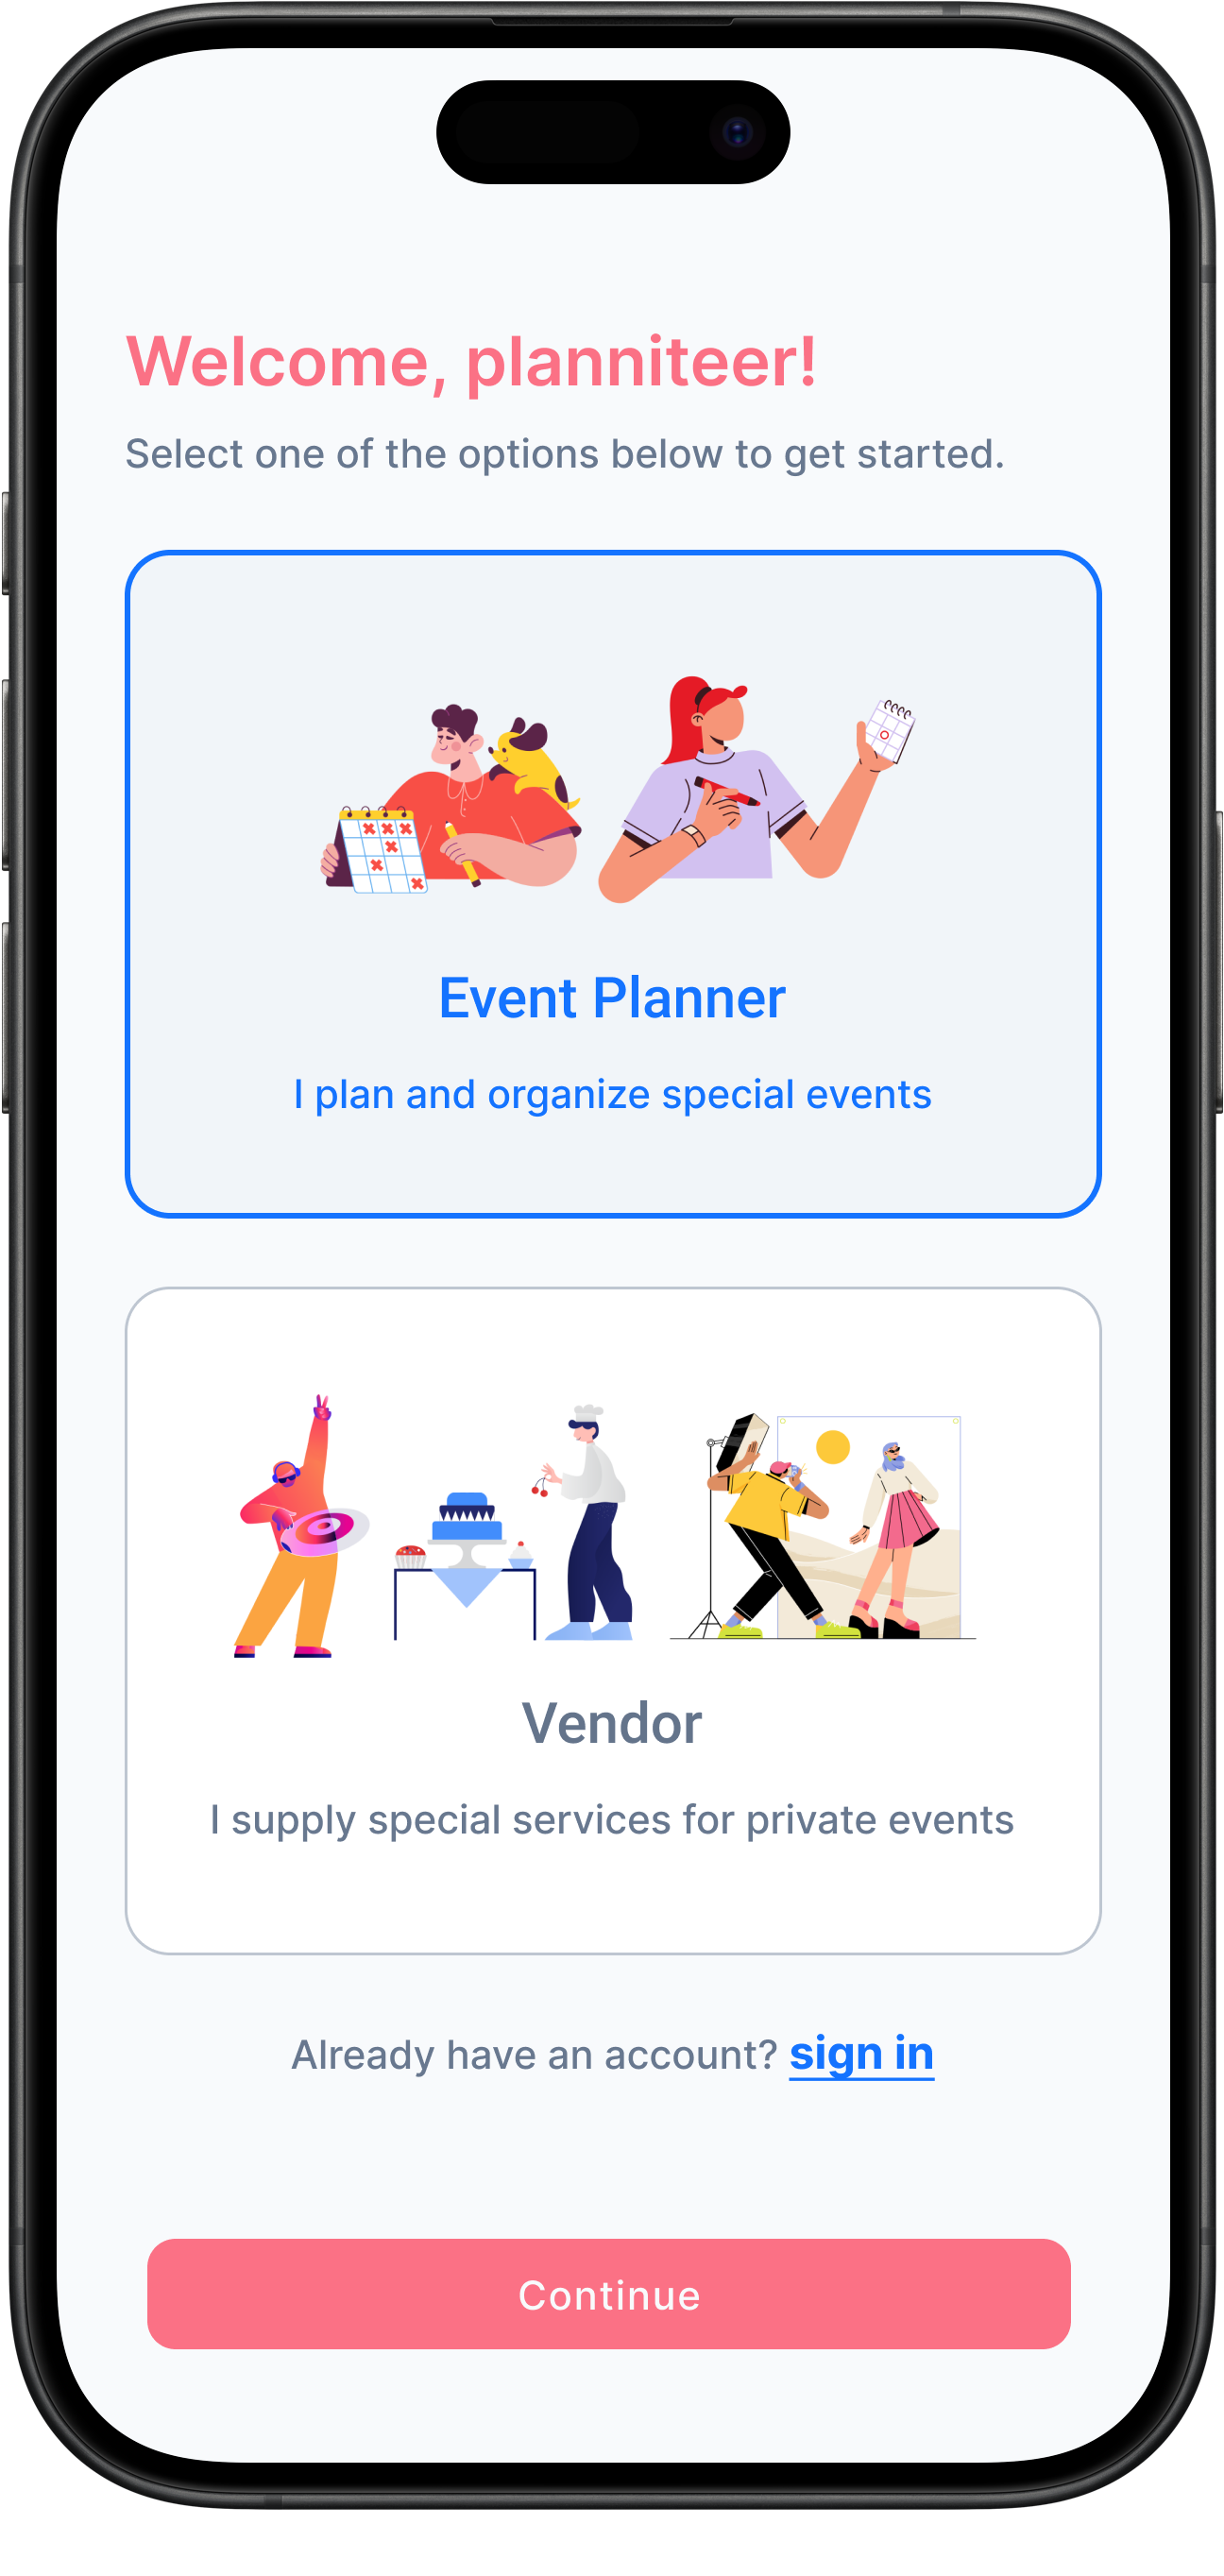 Welcome, planniteer!
Select one of the options below to get started.
Event Planner
I plan and organize special events
Vendor
I supply special services for private events
Already have an account? sign in
Continue